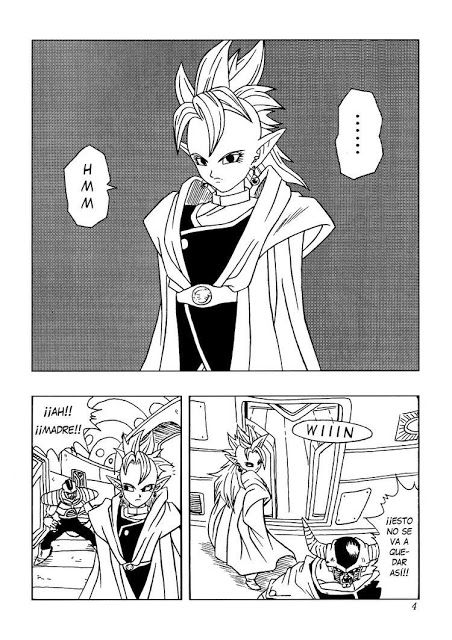 ......
HMM
¡¡AH!!
¡¡MADRE!!
WIIIN
¡¡ESTO
NO SE
VA A
QUE-
DAR
ASÍ!!
4